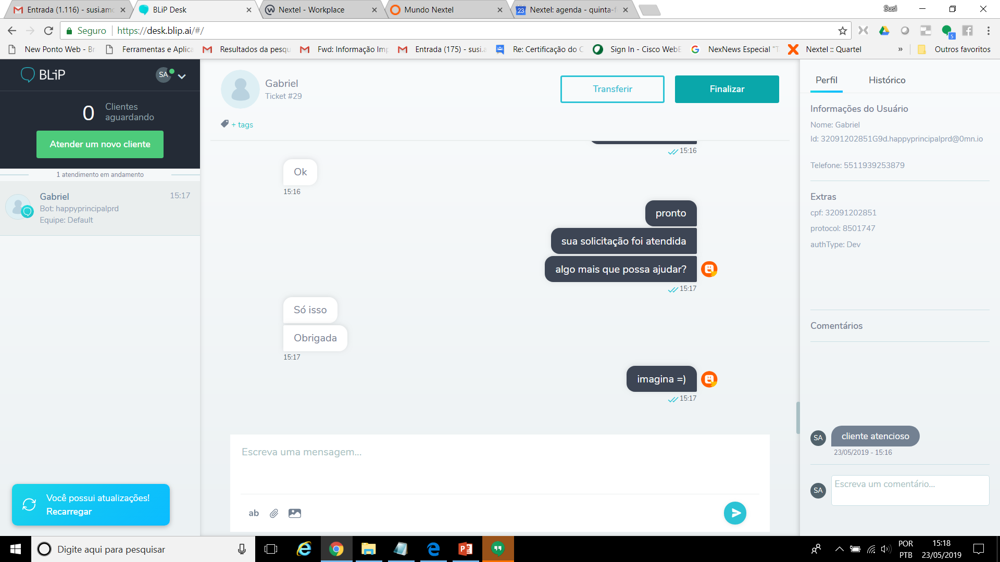 Entrada (1.116) - susi.amo
BLiP Desk
Nextel - Workplace
Mundo Nextel
23
Nextel: agenda - quinta-f
Susi
Seguro
https://desk.blip.ai/#/
5
New Ponto Web - Br
Ferramentas e Aplica
Resultados da pesqu
Fwd: Informação Imp
Entrada (175) - susi.a
Re: Certificação do C
Sign In - Cisco WebE
NexNews Especial "T
Nextel :: Quartel
»
Outros favoritos
BLiP
SA
0
Clientes
aguardando
Atender um novo cliente
1 atendimento em andamento
Gabriel
15:17
Bot: happyprincipalprd
Equipe: Default
Você possui atualizações!
Recarregar
Gabriel
Ticket #29
Transferir
Finalizar
+ tags
15:16
Ok
15:16
pronto
sua solicitação foi atendida
algo mais que possa ajudar?
15:17
Só isso
Obrigada
15:17
imagina =)
15:17
Escreva uma mensagem...
ab
Perfil
Histórico
Informações do Usuário
Nome: Gabriel
Id: 32091202851G9d.happyprincipalprd@0mn.io
Telefone: 5511939253879
Extras
cpf: 32091202851
protocol: 8501747
authType: Dev
Comentários
SA
cliente atencioso
23/05/2019 - 15:16
SA
Escreva um comentário...
Digite aqui para pesquisar
POR
PTB
15:18
23/05/2019